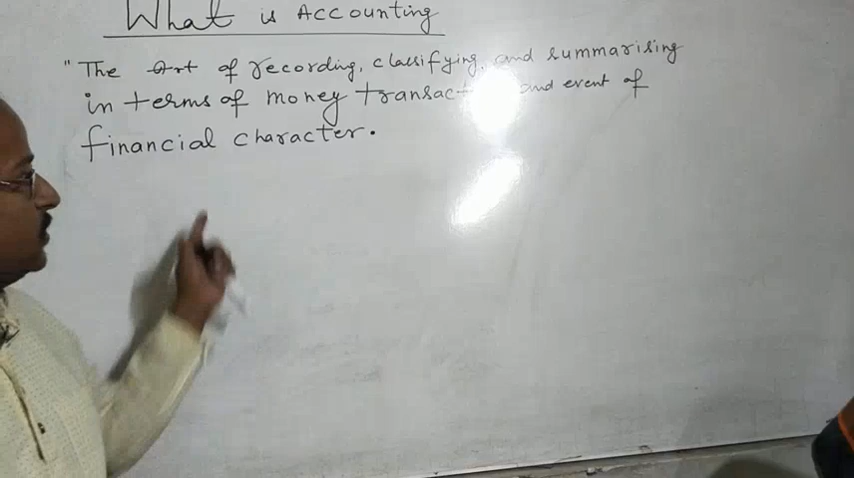 What is Accounting
"The Art of recording, classifying, and summarising
in terms of money transact and event of
financial character.